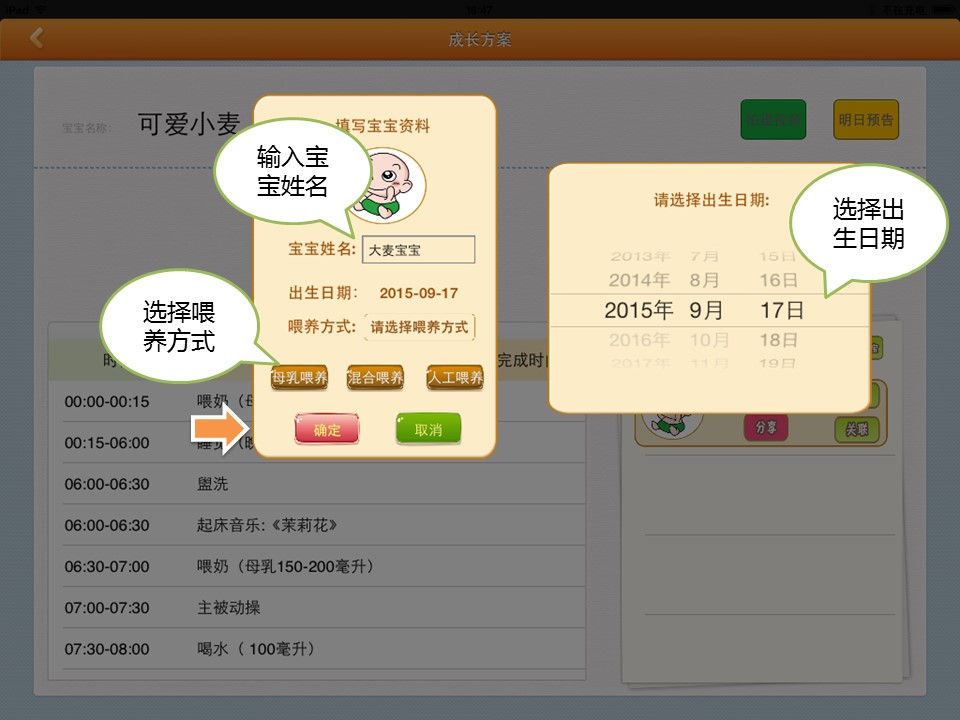 iPad
16:47
成长方案
宝宝名称:
可爱小麦
明日预告
填写宝宝资料
输入宝
宝姓名
宝宝姓名:
大麦宝宝
出生日期:
2015-09-17
喂养方式:
请选择喂养方式
选择喂
养方式
母乳喂养
混合喂养
人工喂养
确定
取消
请选择出生日期:
选择出
生日期
2013年 7月 15日
2014年 8月 16日
2015年 9月 17日
2016年 10月 18日
2017年 11月 19日
时
完成时
00:00-00:15 喂奶（母
00:15-06:00 睡觉（晚
06:00-06:30 盥洗
06:00-06:30 起床音乐:《茉莉花》
06:30-07:00 喂奶（母乳150-200毫升）
07:00-07:30 主被动操
07:30-08:00 喝水（ 100毫升）
分享
关联